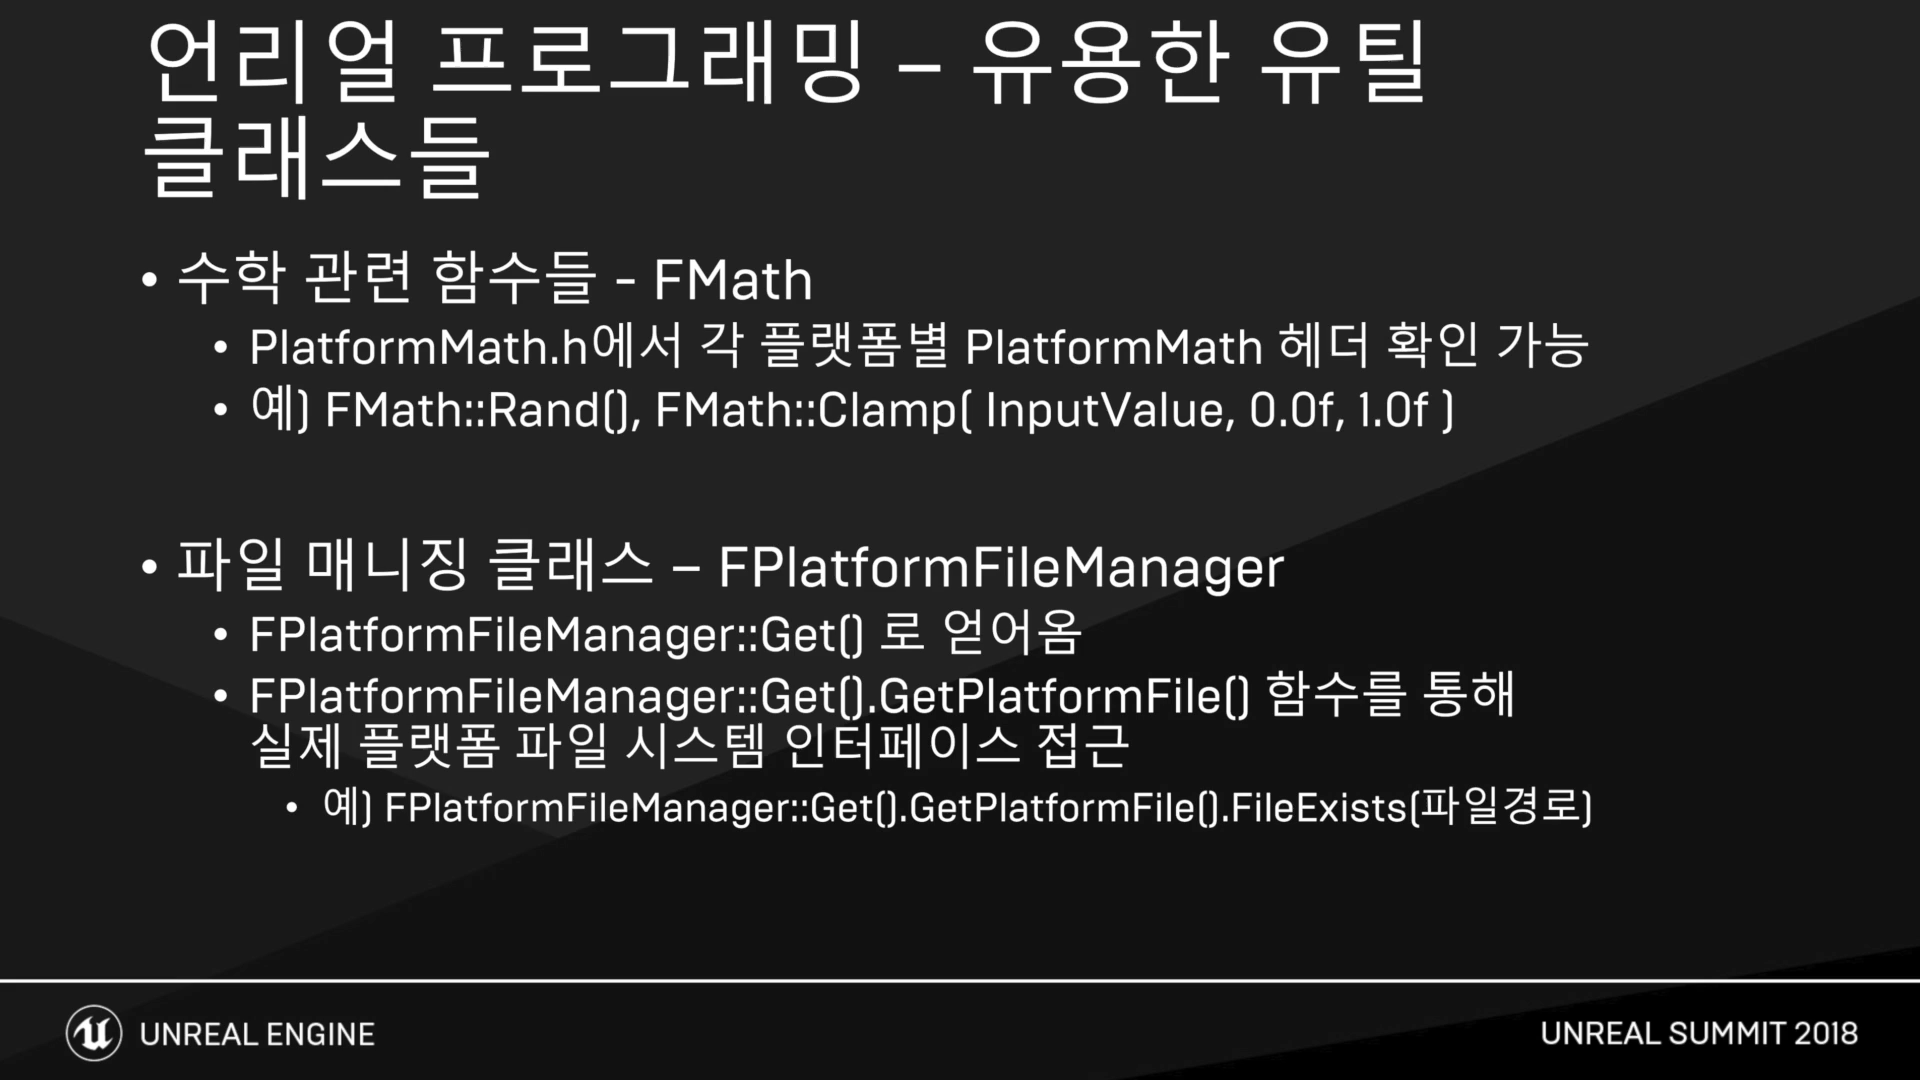 언리얼 프로그래밍 – 유용한 유틸
클래스들
• 수학 관련 함수들 - FMath
• PlatformMath.h에서 각 플랫폼별 PlatformMath 헤더 확인 가능
• 예) FMath::Rand(), FMath::Clamp( InputValue, 0.0f, 1.0f )
• 파일 매니징 클래스 – FPlatformFileManager
• FPlatformFileManager::Get() 로 얻어옴
• FPlatformFileManager::Get().GetPlatformFile() 함수를 통해
실제 플랫폼 파일 시스템 인터페이스 접근
• 예) FPlatformFileManager::Get().GetPlatformFile().FileExists(파일경로)
UNREAL ENGINE
UNREAL SUMMIT 2018